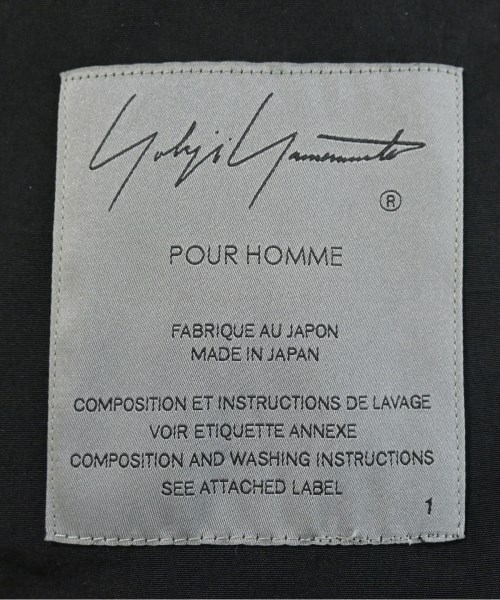 Yohji Yamamoto
®
POUR HOMME
FABRIQUE AU JAPON
MADE IN JAPAN
COMPOSITION ET INSTRUCTIONS DE LAVAGE
VOIR ETIQUETTE ANNEXE
COMPOSITION AND WASHING INSTRUCTIONS
SEE ATTACHED LABEL
1